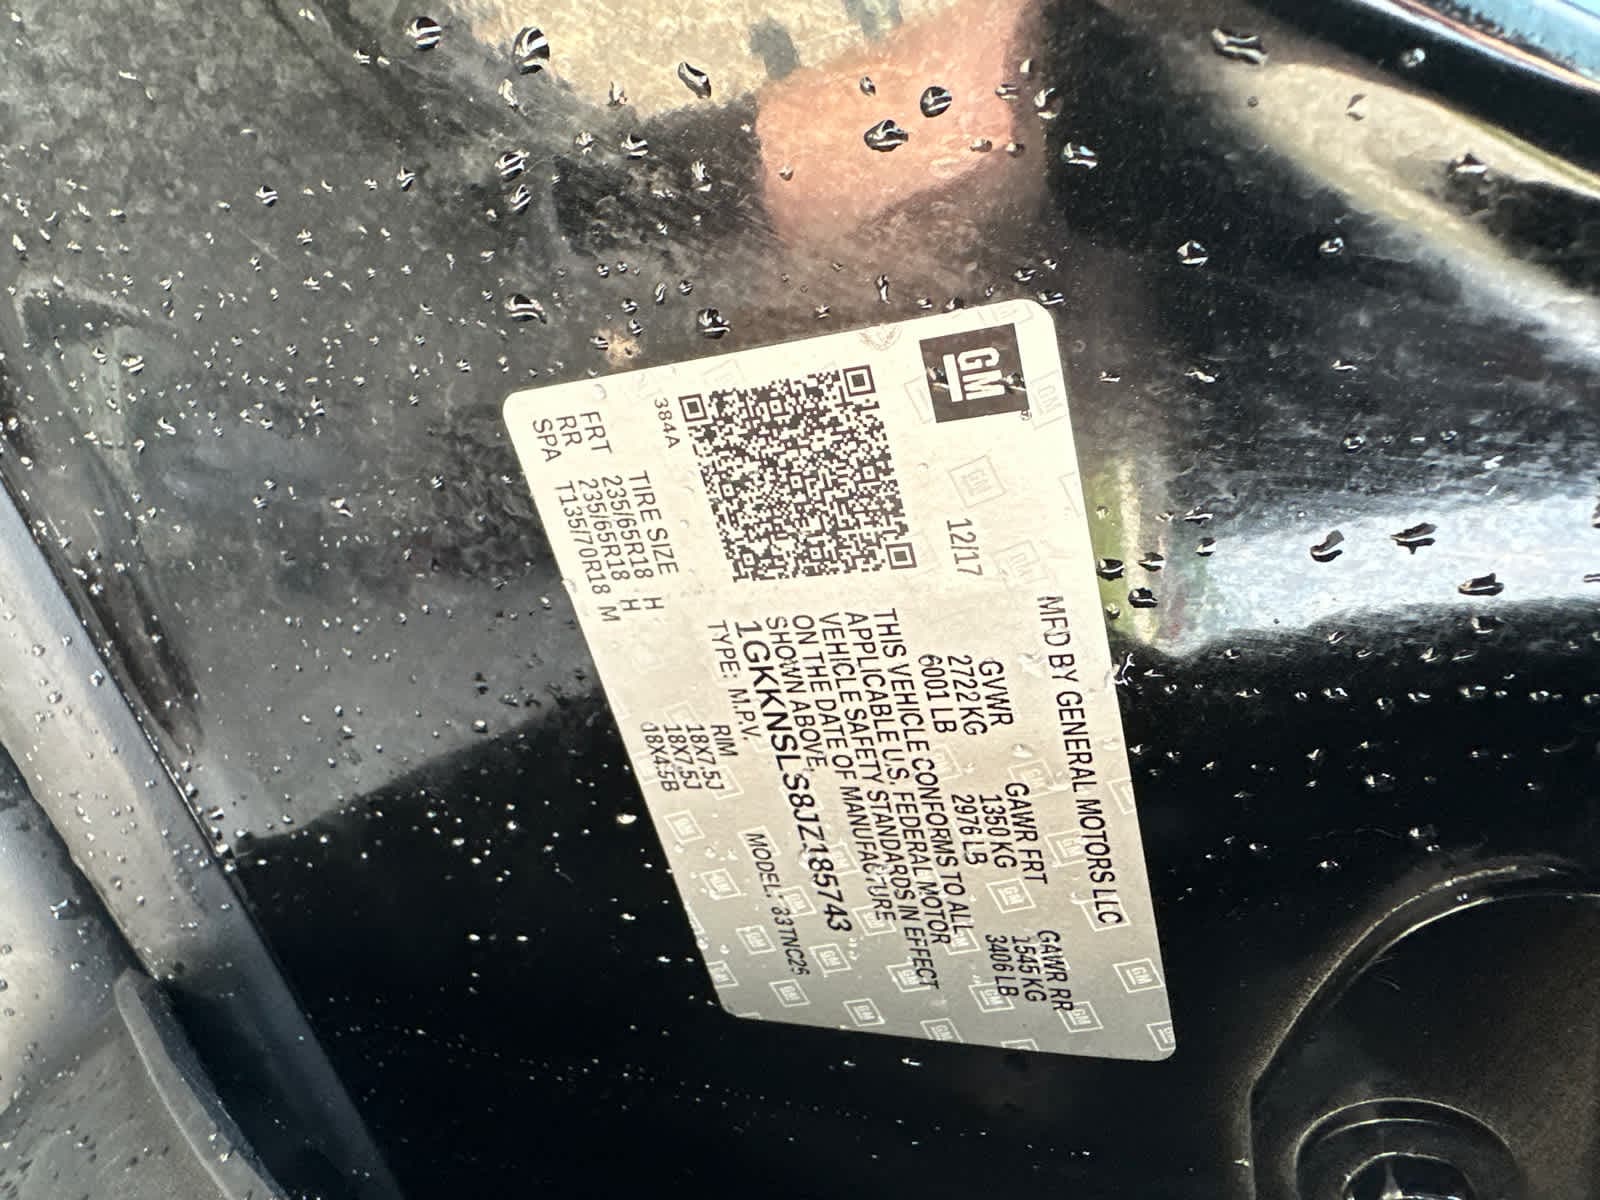 GM
12/17
MFD BY GENERAL MOTORS LLC
GVWR GAWR FRT GAWR RR
2722 KG 1350 KG 1545 KG
6001 LB 2976 LB 3406 LB
THIS VEHICLE CONFORMS TO ALL
APPLICABLE U.S. FEDERAL MOTOR
VEHICLE SAFETY STANDARDS IN EFFECT
ON THE DATE OF MANUFACTURE
SHOWN ABOVE.
1GKKNSLS8JZ185743
TYPE: M.P.V. MODEL:
384A
TIRE SIZE RIM
FRT 235/65R18 H 18X7.5J
RR 235/65R18 H 18X7.5J
SPA T135/70R18 M 18X4.5B